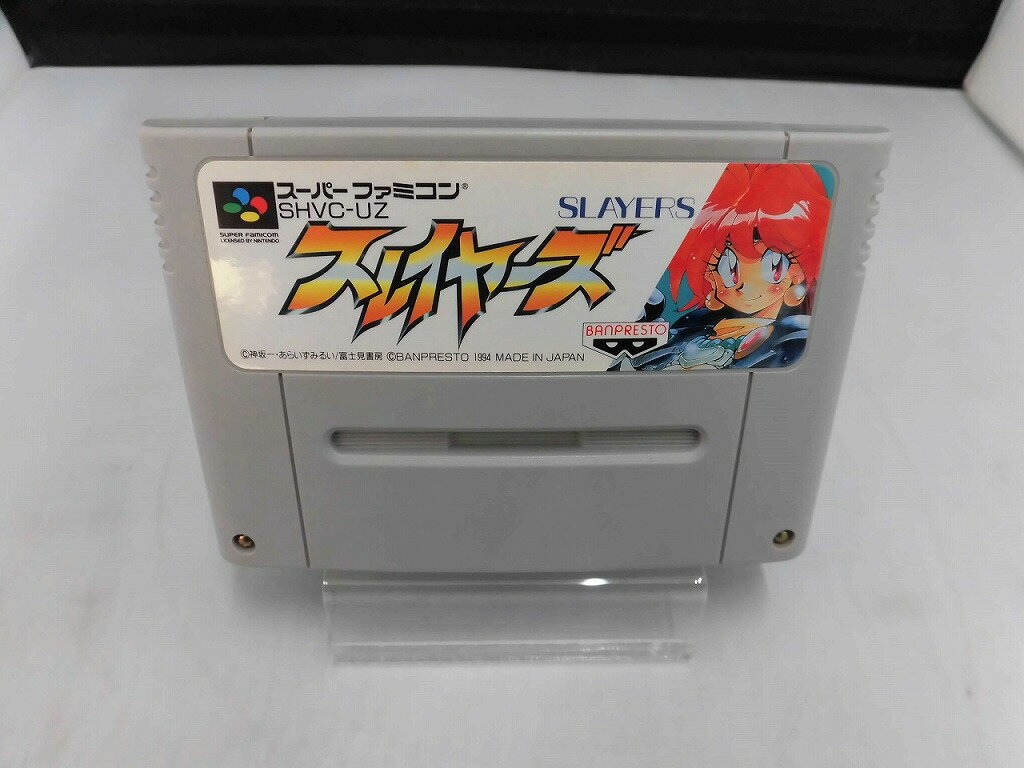 スーパーファミコン®
SHVC-UZ
SUPER FAMICOM
LICENSED BY NINTENDO
SLAYERS
スレイヤーズ
BANPRESTO
©神坂一・あらいずみるい/富士見書房 ©BANPRESTO 1994 MADE IN JAPAN